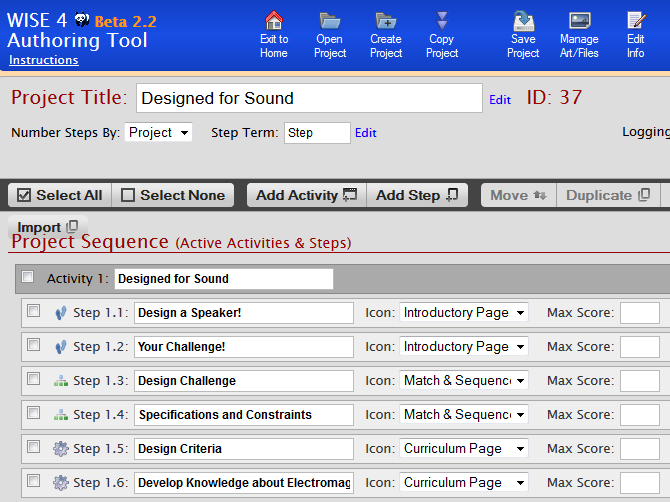 WISE 4 Beta 2.2
Authoring Tool
Instructions
Exit to Home
Open Project
Create Project
Copy Project
Save Project
Manage Art/Files
Edit Info
Project Title: Designed for Sound Edit ID: 37
Number Steps By: Project Step Term: Step Edit Logging
Select All Select None Add Activity Add Step Move Duplicate
Import
Project Sequence (Active Activities & Steps)
Activity 1: Designed for Sound
Step 1.1: Design a Speaker! Icon: Introductory Page Max Score:
Step 1.2: Your Challenge! Icon: Introductory Page Max Score:
Step 1.3: Design Challenge Icon: Match & Sequenc Max Score:
Step 1.4: Specifications and Constraints Icon: Match & Sequenc Max Score:
Step 1.5: Design Criteria Icon: Curriculum Page Max Score:
Step 1.6: Develop Knowledge about Electromag Icon: Curriculum Page Max Score: